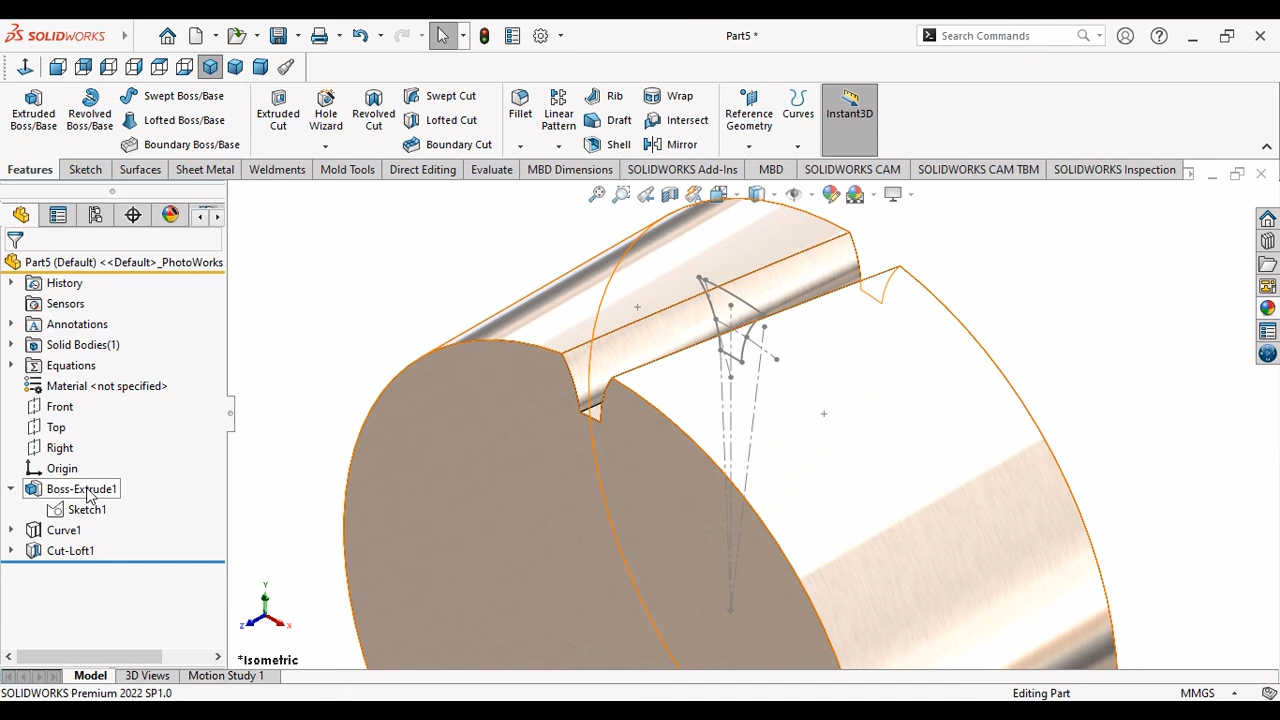 SOLIDWORKS
Part5 *
Search Commands
Extruded Boss/Base
Revolved Boss/Base
Swept Boss/Base
Lofted Boss/Base
Boundary Boss/Base
Extruded Cut
Hole Wizard
Revolved Cut
Swept Cut
Lofted Cut
Boundary Cut
Fillet
Linear Pattern
Rib
Draft
Shell
Wrap
Intersect
Mirror
Reference Geometry
Curves
Instant3D
Features Sketch Surfaces Sheet Metal Weldments Mold Tools Direct Editing Evaluate MBD Dimensions SOLIDWORKS Add-Ins MBD SOLIDWORKS CAM SOLIDWORKS CAM TBM SOLIDWORKS Inspection
Part5 (Default) <<Default>_PhotoWorks
History
Sensors
Annotations
Solid Bodies(1)
Equations
Material <not specified>
Front
Top
Right
Origin
Boss-Extrude1
Sketch1
Curve1
Cut-Loft1
Y
Z
X
*Isometric
Model 3D Views Motion Study 1
SOLIDWORKS Premium 2022 SP1.0
Editing Part
MMGS